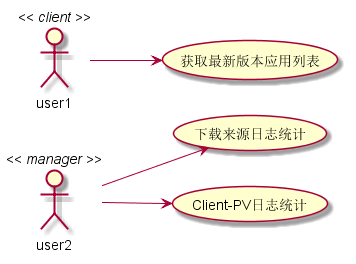 << client >>
user1
获取最新版本应用列表
<< manager >>
user2
下载来源日志统计
Client-PV日志统计